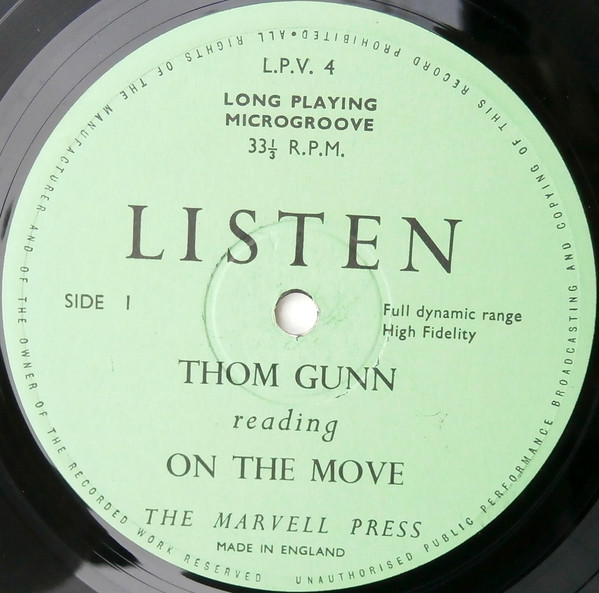 L.P.V. 4
LONG PLAYING
MICROGROOVE
33⅓ R.P.M.
LISTEN
SIDE 1
Full dynamic range
High Fidelity
THOM GUNN
reading
ON THE MOVE
THE MARVELL PRESS
MADE IN ENGLAND
ALL RIGHTS OF THE MANUFACTURER AND OF THE OWNER OF THE RECORDED WORK RESERVED UNAUTHORISED PUBLIC PERFORMANCE BROADCASTING AND COPYING OF THIS RECORD PROHIBITED •